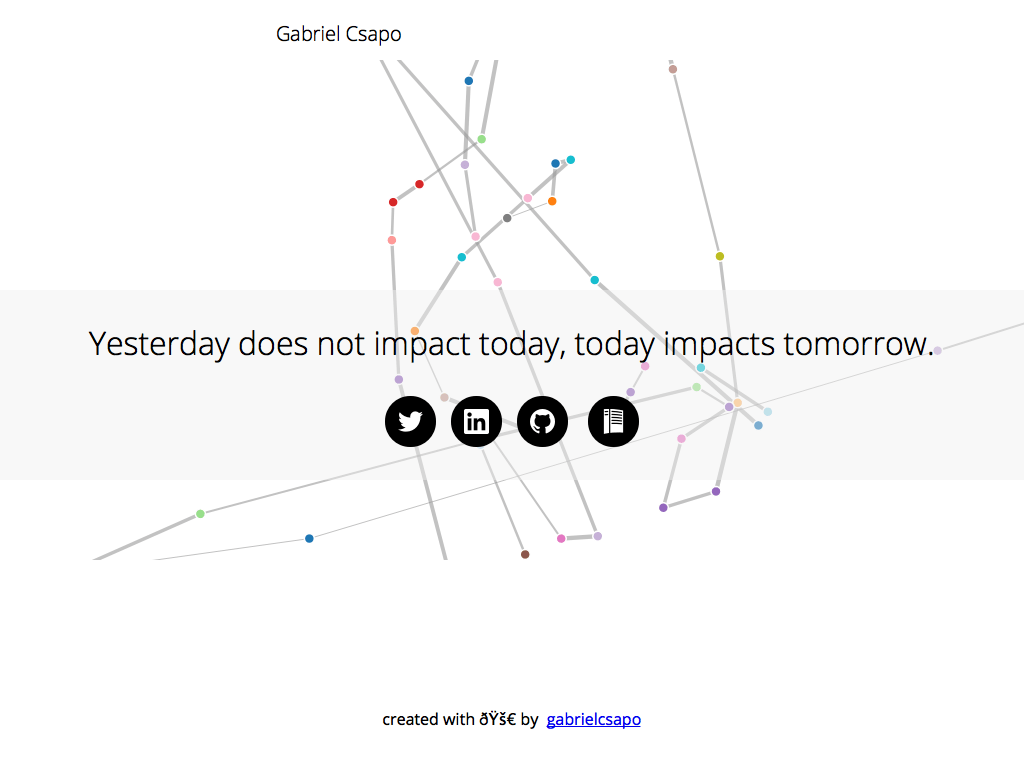 Gabriel Csapo
Yesterday does not impact today, today impacts tomorrow.
created with ðŸš€ by gabrielcsapo